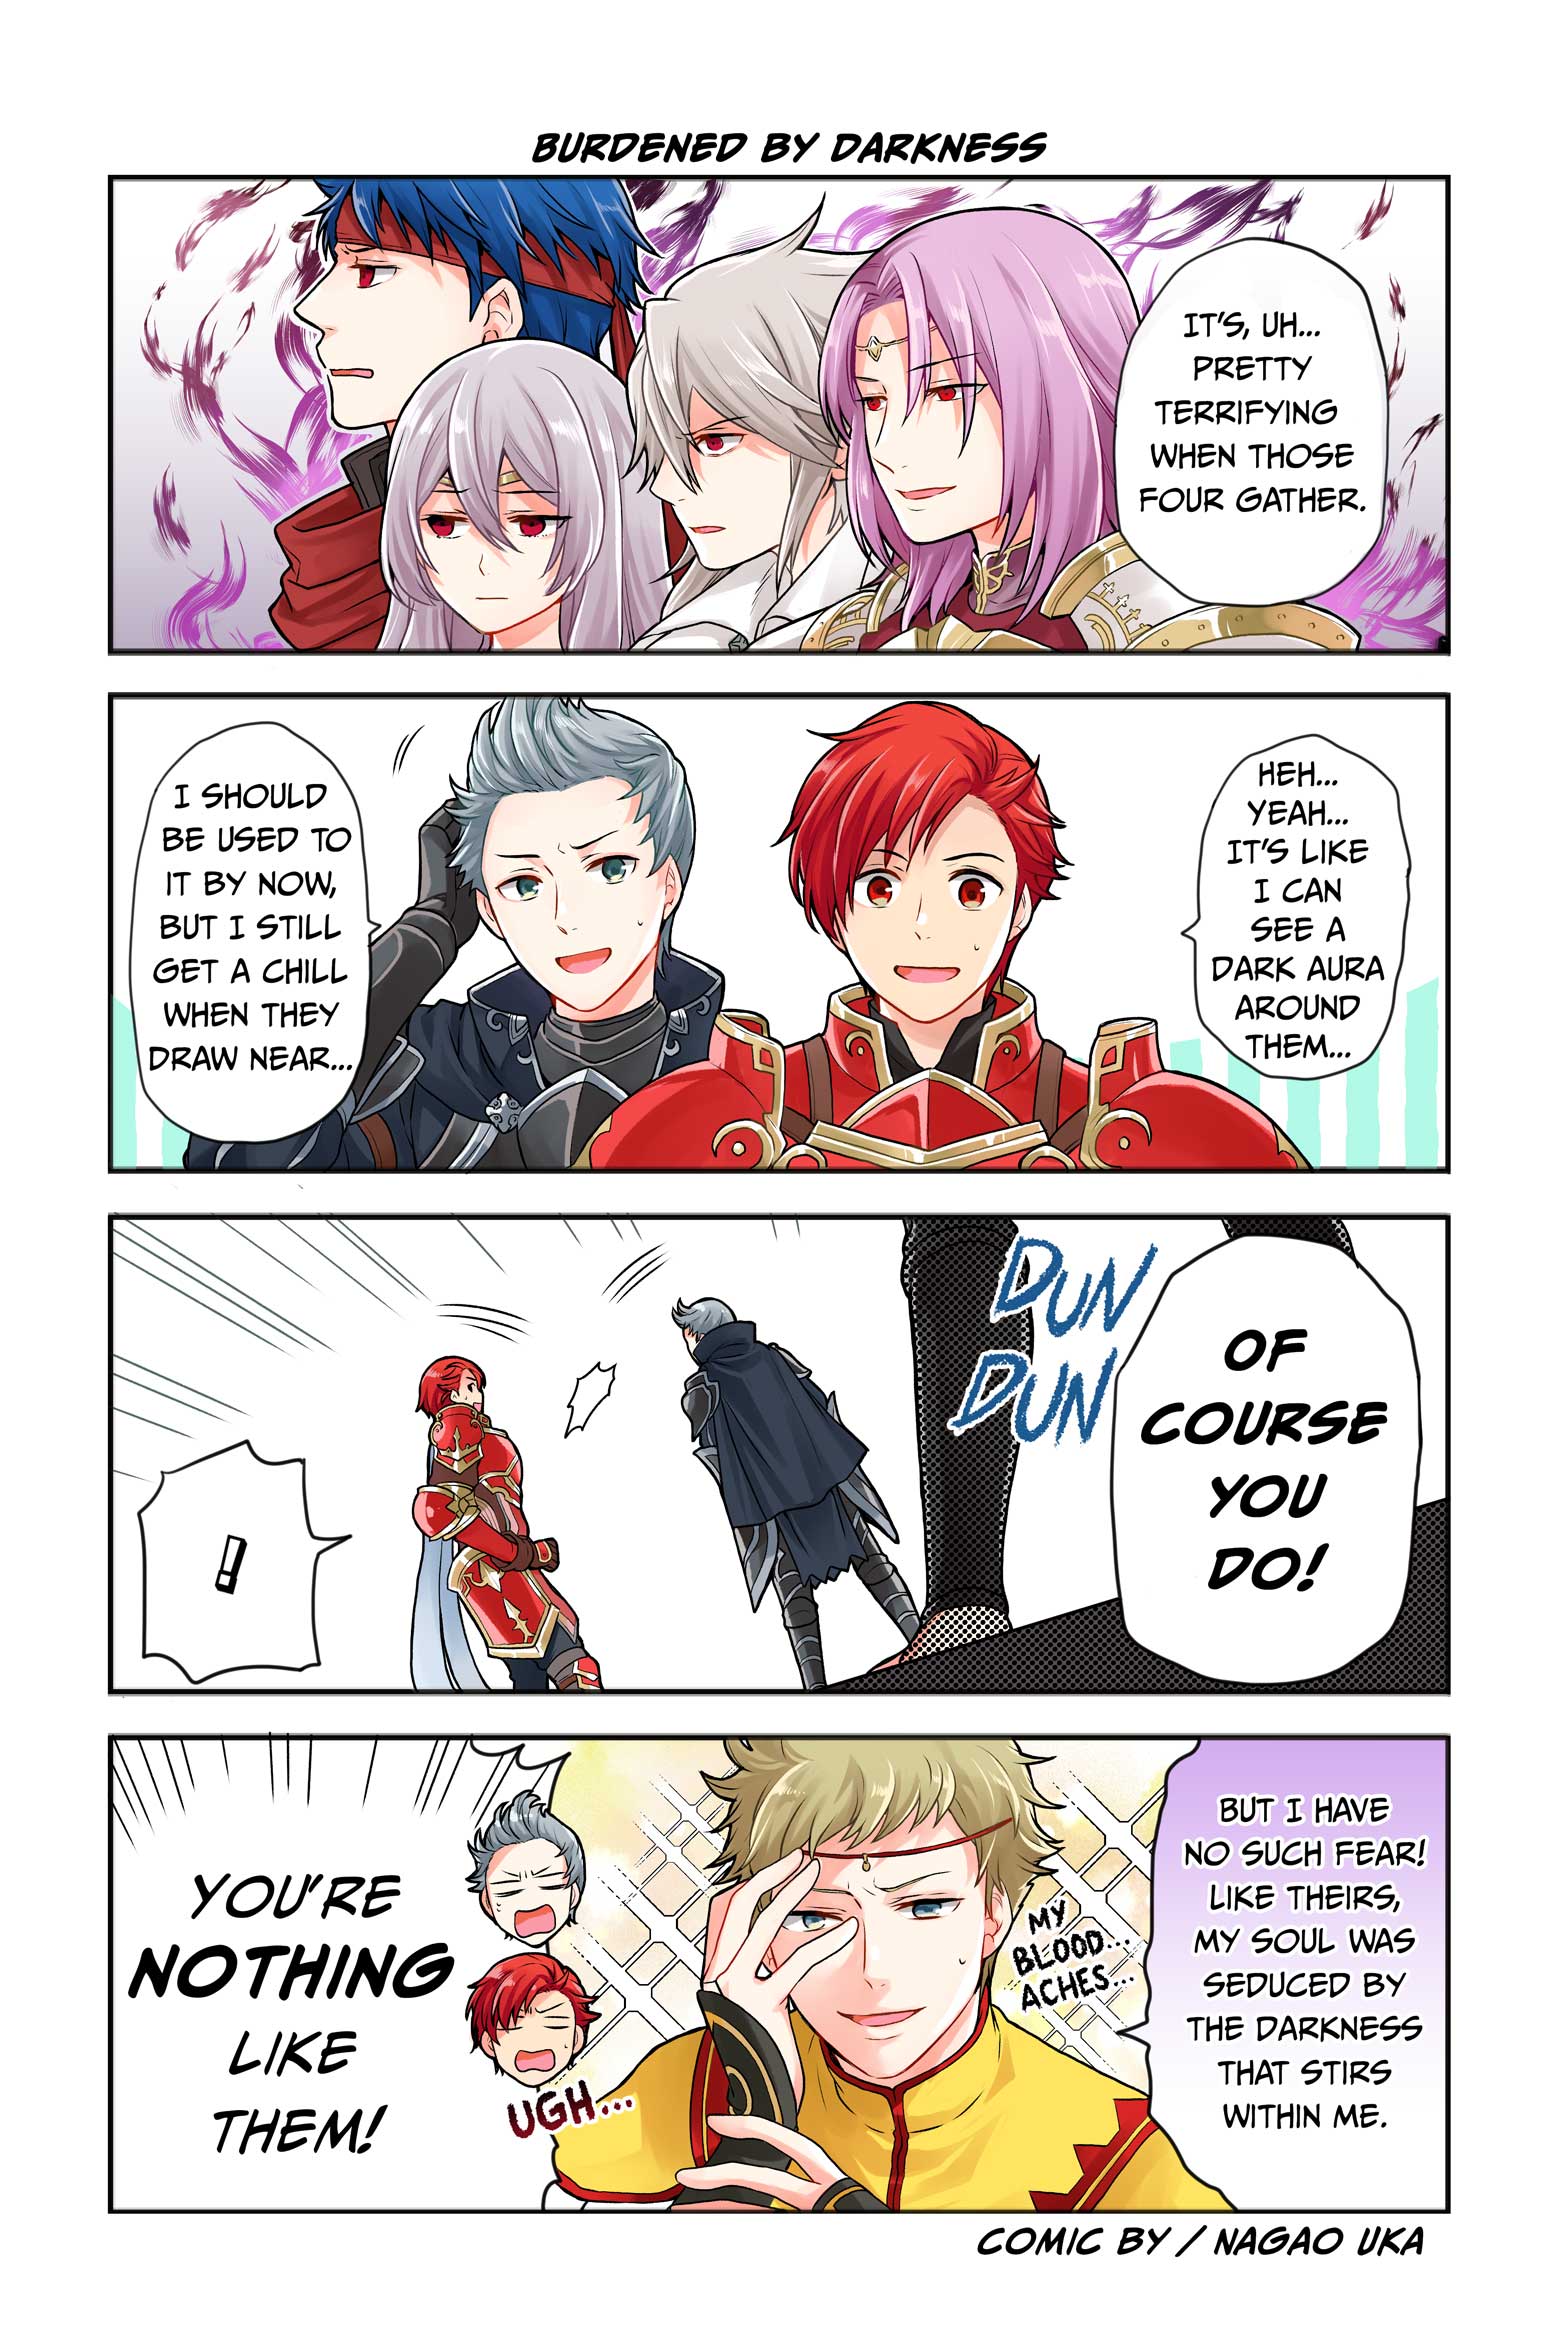 BURDENED BY DARKNESS
IT'S, UH...
PRETTY
TERRIFYING
WHEN THOSE
FOUR GATHER.
HEH...
YEAH...
IT'S LIKE
I CAN
SEE A
DARK AURA
AROUND
THEM...
I SHOULD
BE USED TO
IT BY NOW,
BUT I STILL
GET A CHILL
WHEN THEY
DRAW NEAR...
OF
COURSE
YOU
DO!
DUN
DUN
!
BUT I HAVE
NO SUCH FEAR!
LIKE THEIRS,
MY SOUL WAS
SEDUCED BY
THE DARKNESS
THAT STIRS
WITHIN ME.
MY
BLOOD...
ACHES...
UGH...
YOU'RE
NOTHING
LIKE
THEM!
COMIC BY / NAGAO UKA